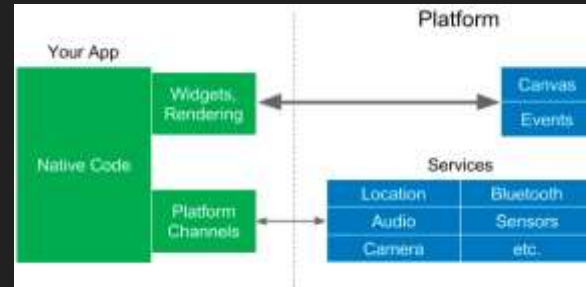 Platform
Your App
Widgets,
Rendering
Canvas
Events
Native Code
Services
Platform
Channels
Location
Bluetooth
Audio
Sensors
Camera
etc.